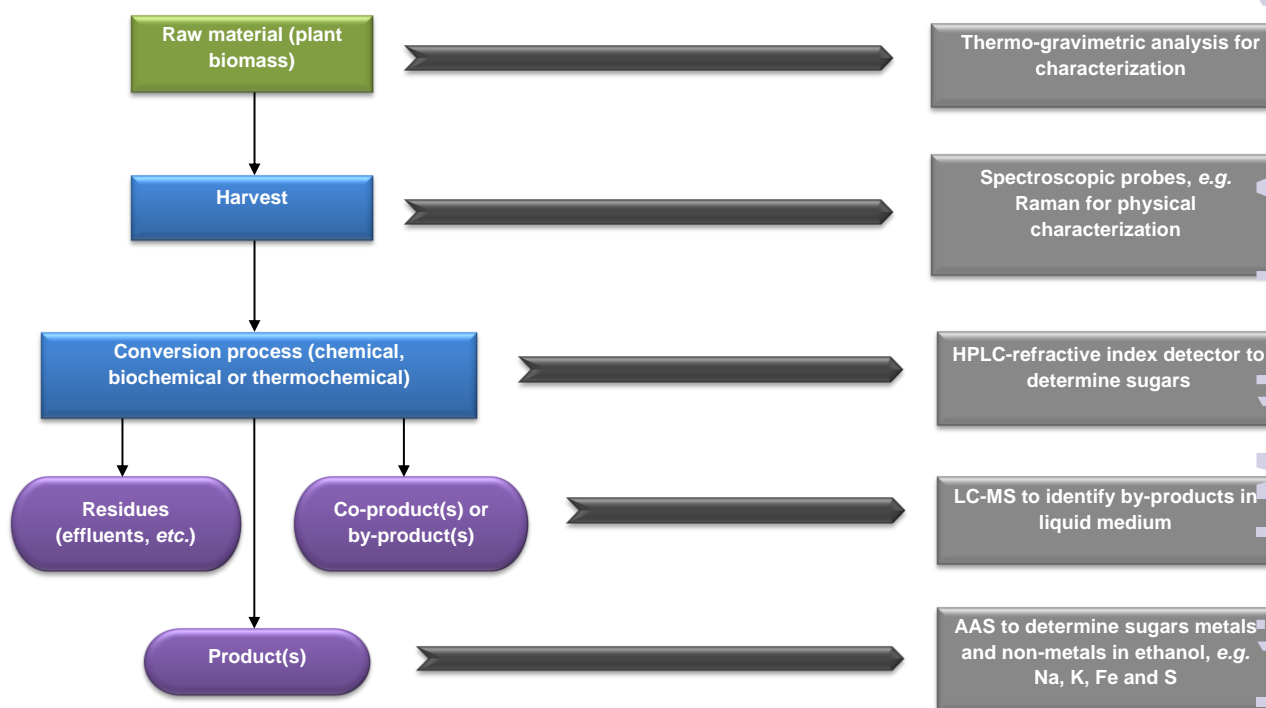 Raw material (plant
biomass)
Thermo-gravimetric analysis for
characterization
Harvest
Spectroscopic probes, e.g.
Raman for physical
characterization
Conversion process (chemical,
biochemical or thermochemical)
HPLC-refractive index detector to
determine sugars
Residues
(effluents, etc.)
Co-product(s) or
by-product(s)
LC-MS to identify by-products in
liquid medium
Product(s)
AAS to determine sugars metals
and non-metals in ethanol, e.g.
Na, K, Fe and S